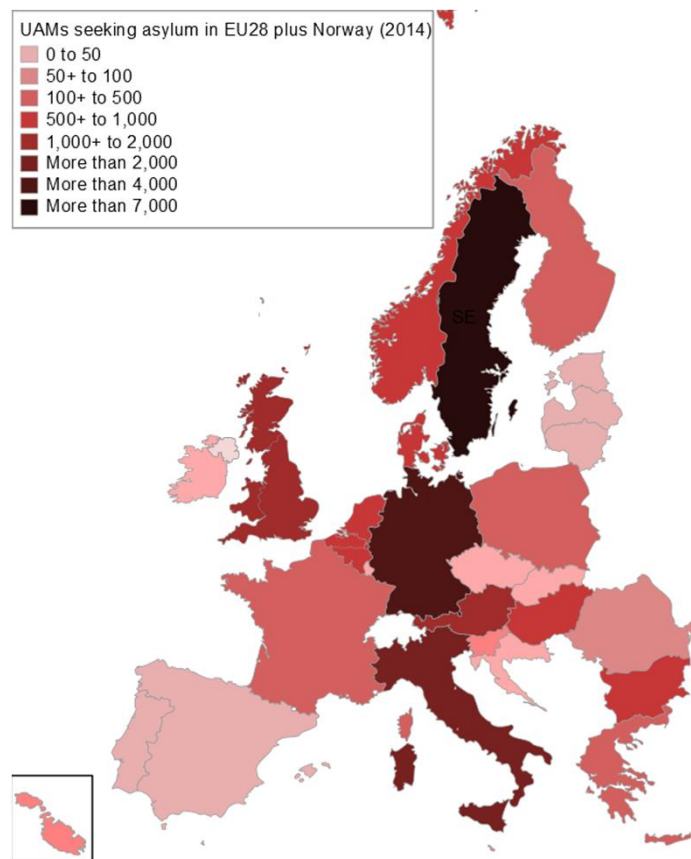 UAMs seeking asylum in EU28 plus Norway (2014)
0 to 50
50+ to 100
100+ to 500
500+ to 1,000
1,000+ to 2,000
More than 2,000
More than 4,000
More than 7,000
SE